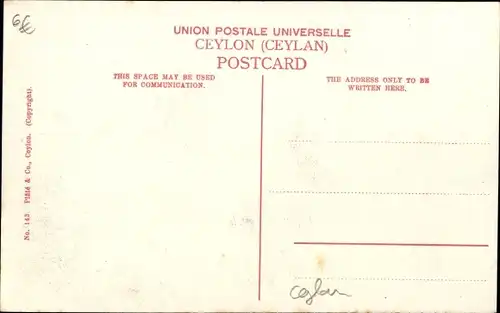 6€
UNION POSTALE UNIVERSELLE
CEYLON (CEYLAN)
POSTCARD
THIS SPACE MAY BE USED
FOR COMMUNICATION.
THE ADDRESS ONLY TO BE
WRITTEN HERE.
No. 143. Plâté & Co., Ceylon. (Copyright).
Ceylan